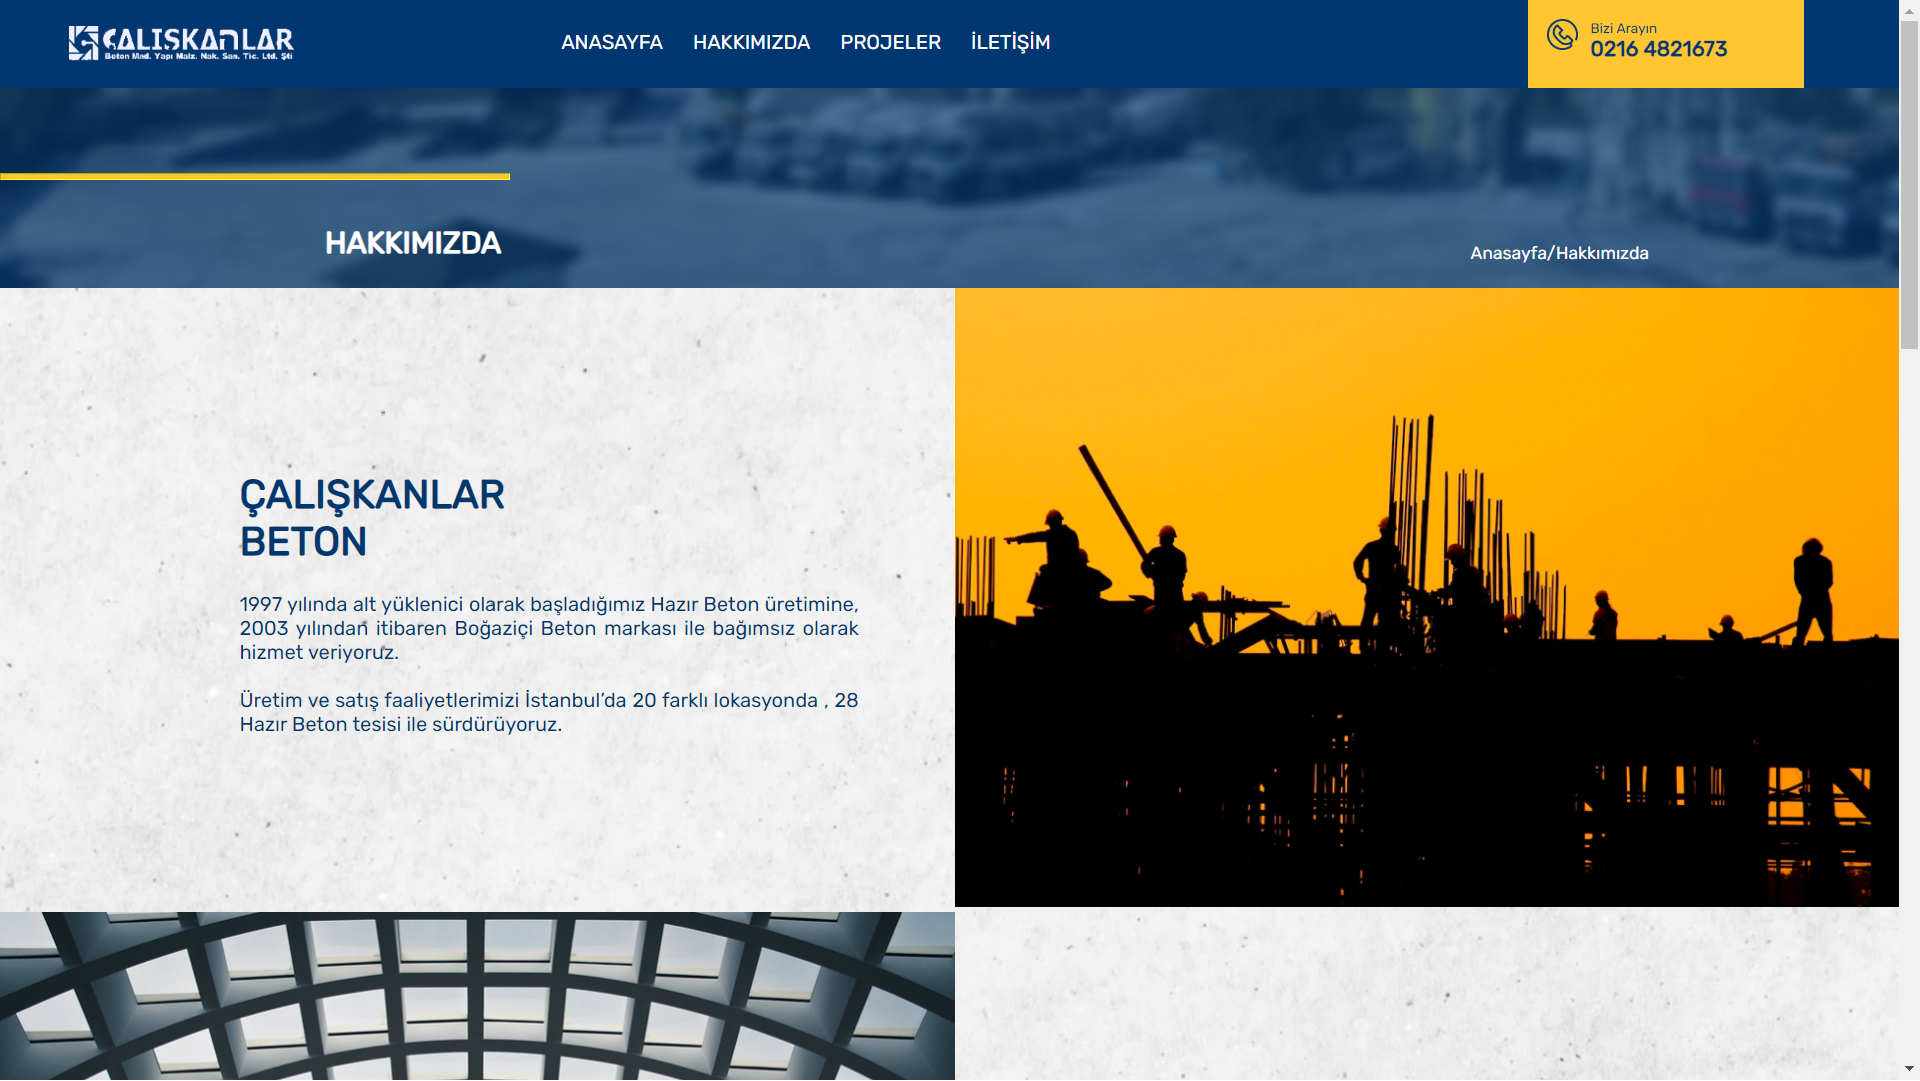 ÇALIŞKANLAR
Beton Mad. Yapı Malz. Nak. San. Tic. Ltd. Şti
ANASAYFA
HAKKIMIZDA
PROJELER
İLETİŞİM
Bizi Arayın
0216 4821673
HAKKIMIZDA
Anasayfa/Hakkımızda
ÇALIŞKANLAR
BETON
1997 yılında alt yüklenici olarak başladığımız Hazır Beton üretimine,
2003 yılından itibaren Boğaziçi Beton markası ile bağımsız olarak
hizmet veriyoruz.
Üretim ve satış faaliyetlerimizi İstanbul’da 20 farklı lokasyonda , 28
Hazır Beton tesisi ile sürdürüyoruz.